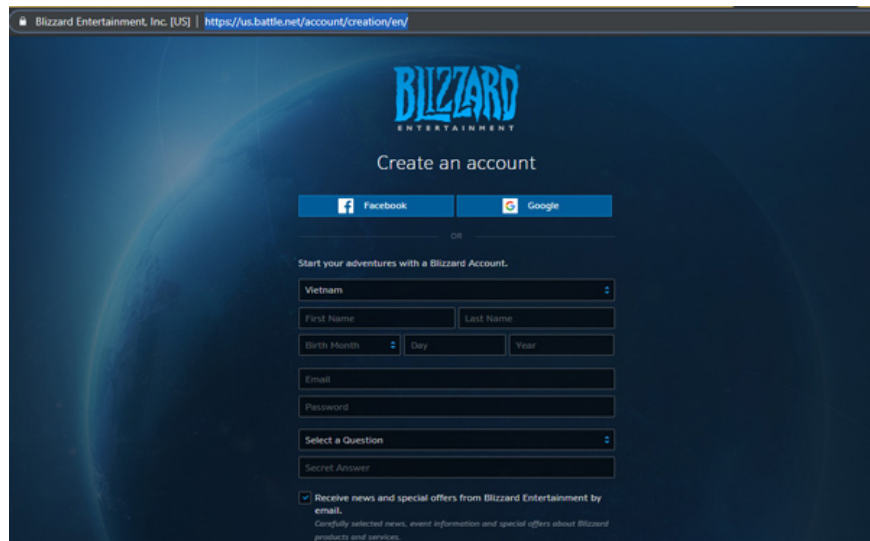 Blizzard Entertainment, Inc. [US] | https://us.battle.net/account/creation/en/
BLIZZARD
ENTERTAINMENT
Create an account
Facebook
Google
OR
Start your adventures with a Blizzard Account.
Vietnam
First Name
Last Name
Birth Month
Day
Year
Email
Password
Select a Question
Secret Answer
Receive news and special offers from Blizzard Entertainment by
email.
Carefully selected news, event information and special offers about Blizzard
products and services.